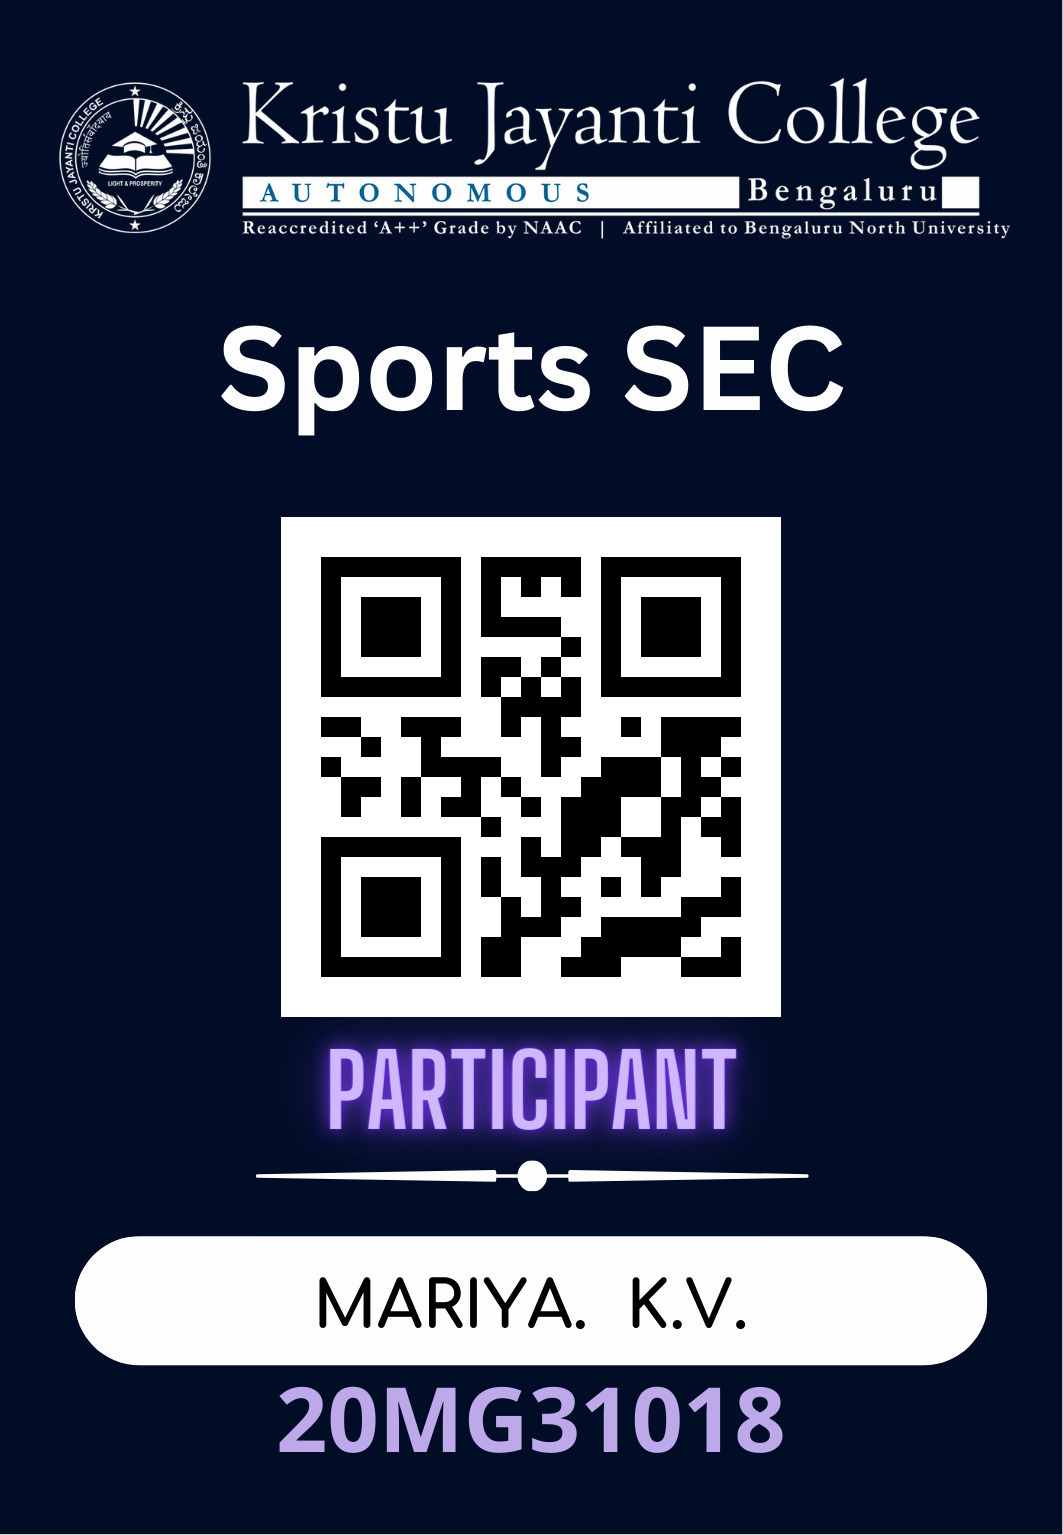 KRISTU JAYANTI COLLEGE
ಕ್ರಿಸ್ತು ಜಯಂತಿ ಕಾಲೇಜು
LIGHT & PROSPERITY
Kristu Jayanti College
AUTONOMOUS Bengaluru
Reaccredited ‘A++’ Grade by NAAC | Affiliated to Bengaluru North University
Sports SEC
PARTICIPANT
MARIYA. K.V.
20MG31018